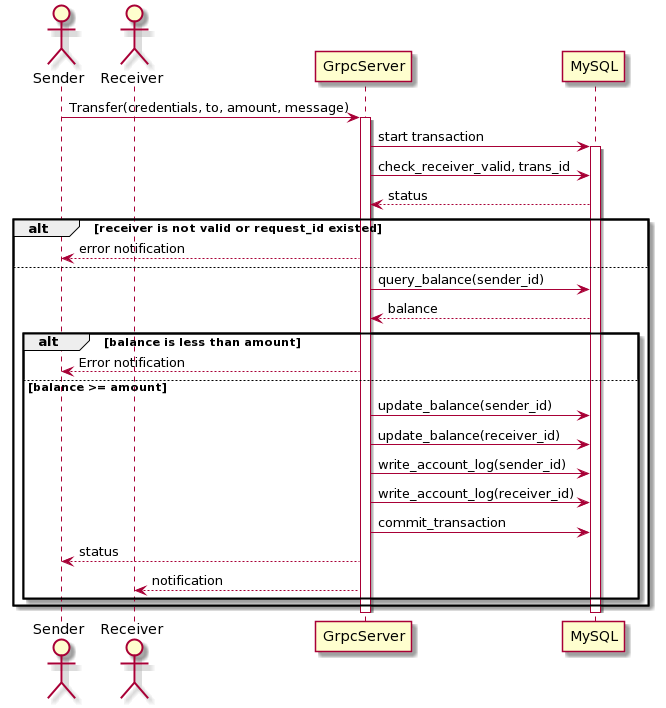 Sender
Receiver
GrpcServer
MySQL
Transfer(credentials, to, amount, message)
start transaction
check_receiver_valid, trans_id
status
alt
[receiver is not valid or request_id existed]
error notification
query_balance(sender_id)
balance
alt
[balance is less than amount]
Error notification
[balance >= amount]
update_balance(sender_id)
update_balance(receiver_id)
write_account_log(sender_id)
write_account_log(receiver_id)
commit_transaction
status
notification
Sender
Receiver
GrpcServer
MySQL